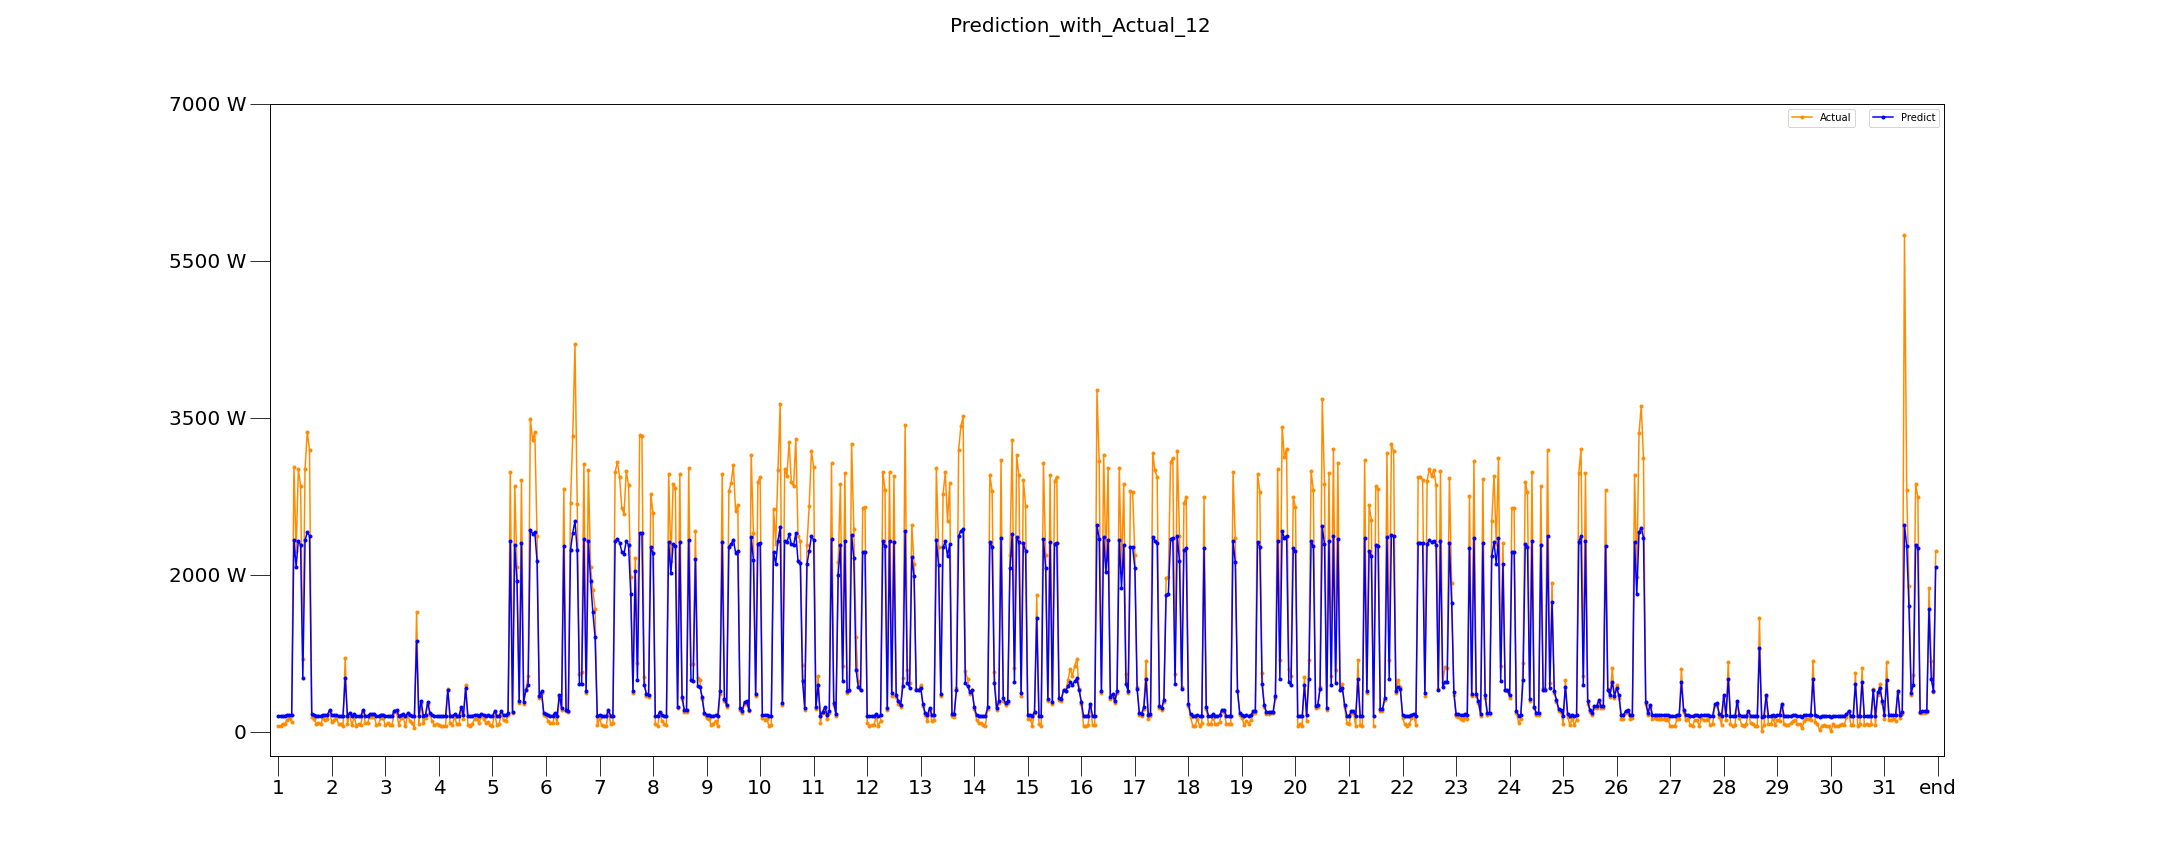 Prediction_with_Actual_12
7000 W
Actual Predict
5500 W
3500 W
2000 W
0
1 2 3 4 5 6 7 8 9 10 11 12 13 14 15 16 17 18 19 20 21 22 23 24 25 26 27 28 29 30 31 end